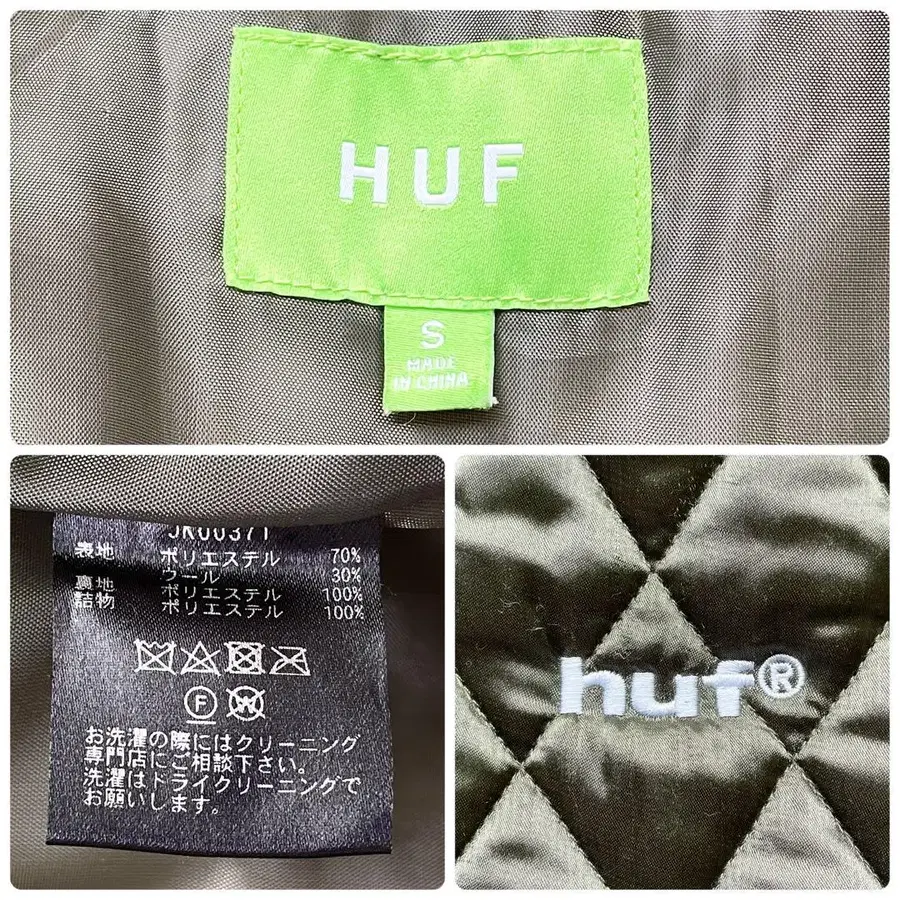 HUF
S
MADE
IN CHINA
JK00371
表地 ポリエステル 70%
ウール 30%
裏地 ポリエステル 100%
詰物 ポリエステル 100%
F
W
お洗濯の際にはクリーニング
専門店にご相談下さい。
洗濯はドライクリーニングで
お願いします。
huf®